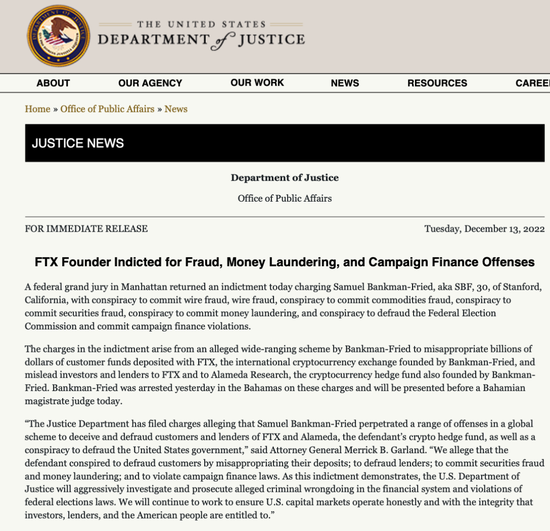 THE UNITED STATES
DEPARTMENT of JUSTICE
ABOUT OUR AGENCY OUR WORK NEWS RESOURCES CAREE
Home » Office of Public Affairs » News
JUSTICE NEWS
Department of Justice
Office of Public Affairs
FOR IMMEDIATE RELEASE Tuesday, December 13, 2022
FTX Founder Indicted for Fraud, Money Laundering, and Campaign Finance Offenses
A federal grand jury in Manhattan returned an indictment today charging Samuel Bankman-Fried, aka SBF, 30, of Stanford,
California, with conspiracy to commit wire fraud, wire fraud, conspiracy to commit commodities fraud, conspiracy to
commit securities fraud, conspiracy to commit money laundering, and conspiracy to defraud the Federal Election
Commission and commit campaign finance violations.
The charges in the indictment arise from an alleged wide-ranging scheme by Bankman-Fried to misappropriate billions of
dollars of customer funds deposited with FTX, the international cryptocurrency exchange founded by Bankman-Fried, and
mislead investors and lenders to FTX and to Alameda Research, the cryptocurrency hedge fund also founded by Bankman-
Fried. Bankman-Fried was arrested yesterday in the Bahamas on these charges and will be presented before a Bahamian
magistrate judge today.
“The Justice Department has filed charges alleging that Samuel Bankman-Fried perpetrated a range of offenses in a global
scheme to deceive and defraud customers and lenders of FTX and Alameda, the defendant’s crypto hedge fund, as well as a
conspiracy to defraud the United States government,” said Attorney General Merrick B. Garland. “We allege that the
defendant conspired to defraud customers by misappropriating their deposits; to defraud lenders; to commit securities fraud
and money laundering; and to violate campaign finance laws. As this indictment demonstrates, the U.S. Department of
Justice will aggressively investigate and prosecute alleged criminal wrongdoing in the financial system and violations of
federal elections laws. We will continue to work to ensure U.S. capital markets operate honestly and with the integrity that
investors, lenders, and the American people are entitled to.”